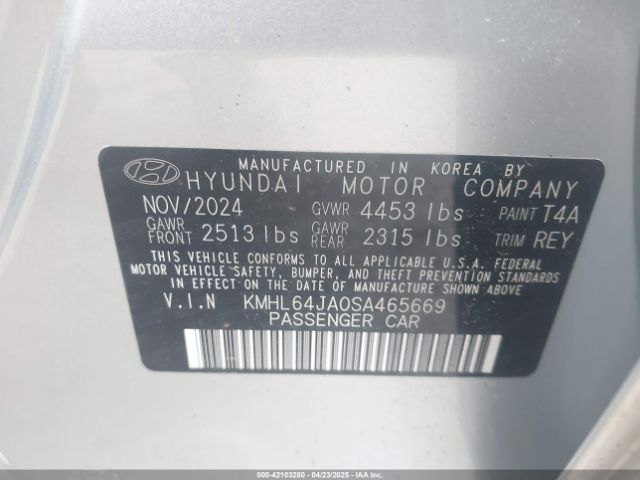 MANUFACTURED IN KOREA BY
HYUNDAI MOTOR COMPANY
NOV/2024 GVWR 4453 lbs PAINT T4A
GAWR FRONT 2513 lbs GAWR REAR 2315 lbs TRIM REY
THIS VEHICLE CONFORMS TO ALL APPLICABLE U.S.A. FEDERAL
MOTOR VEHICLE SAFETY, BUMPER, AND THEFT PREVENTION STANDARDS
IN EFFECT ON THE DATE OF MANUFACTURE SHOWN ABOVE
V.I.N KMHL64JA0SA465669
PASSENGER CAR
000-42103280 - 04/23/2025 - IAAI.COM